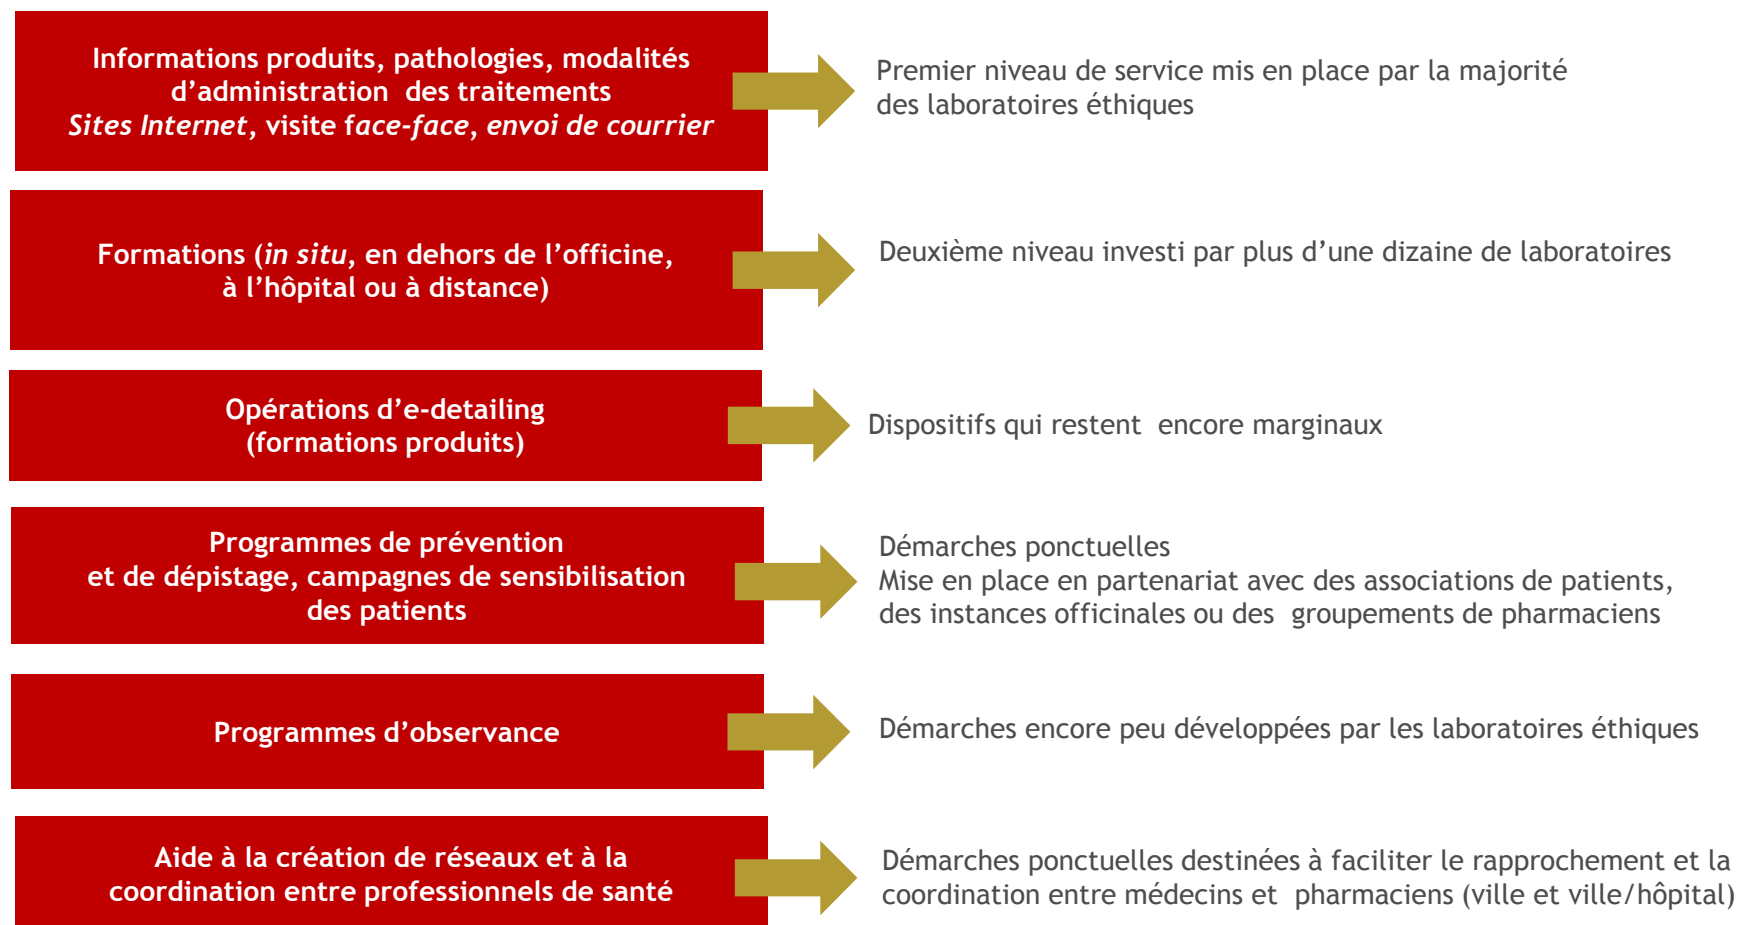 Informations produits, pathologies, modalités
d’administration des traitements
Sites Internet, visite face-face, envoi de courrier
Premier niveau de service mis en place par la majorité
des laboratoires éthiques
Formations (in situ, en dehors de l’officine,
à l’hôpital ou à distance)
Deuxième niveau investi par plus d’une dizaine de laboratoires
Opérations d’e-detailing
(formations produits)
Dispositifs qui restent encore marginaux
Programmes de prévention
et de dépistage, campagnes de sensibilisation
des patients
Démarches ponctuelles
Mise en place en partenariat avec des associations de patients,
des instances officinales ou des groupements de pharmaciens
Programmes d’observance
Démarches encore peu développées par les laboratoires éthiques
Aide à la création de réseaux et à la
coordination entre professionnels de santé
Démarches ponctuelles destinées à faciliter le rapprochement et la
coordination entre médecins et pharmaciens (ville et ville/hôpital)